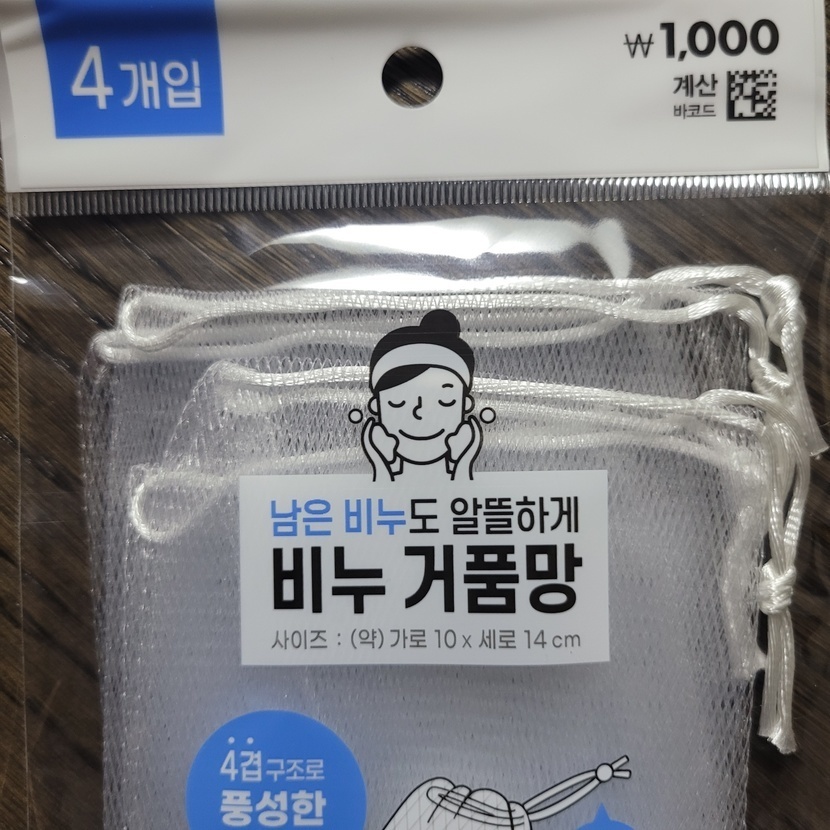 4개입
₩1,000
계산
바코드
남은 비누도 알뜰하게
비누 거품망
사이즈 : (약) 가로 10 x 세로 14 cm
4겹구조로
풍성한